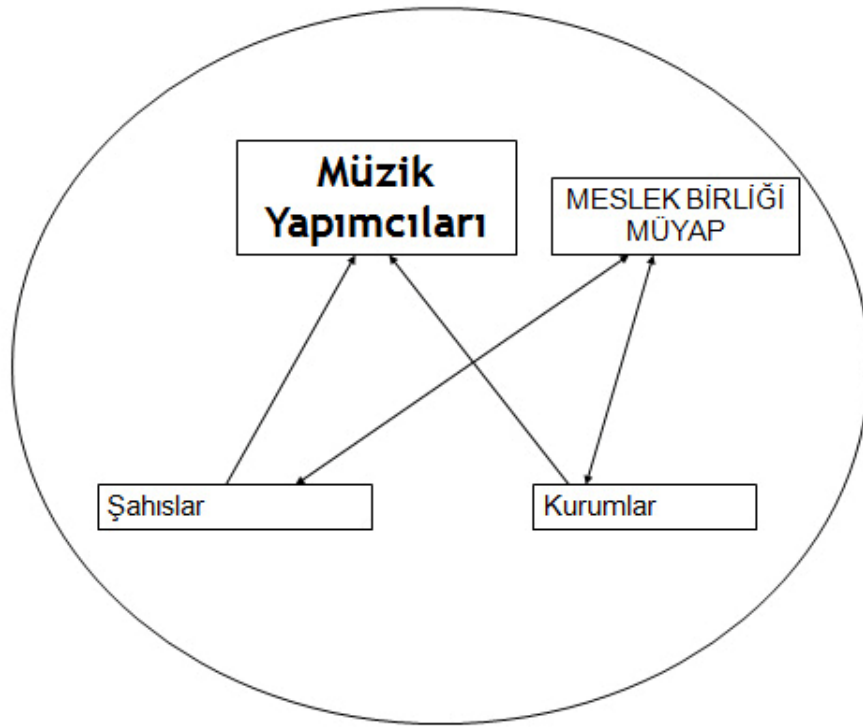 Müzik
Yapımcıları
MESLEK BİRLİĞİ
MÜYAP
Şahıslar
Kurumlar